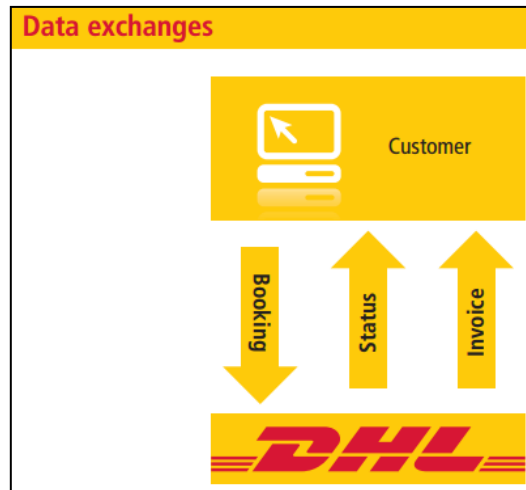 Data exchanges
Customer
Booking
Status
Invoice
DHL